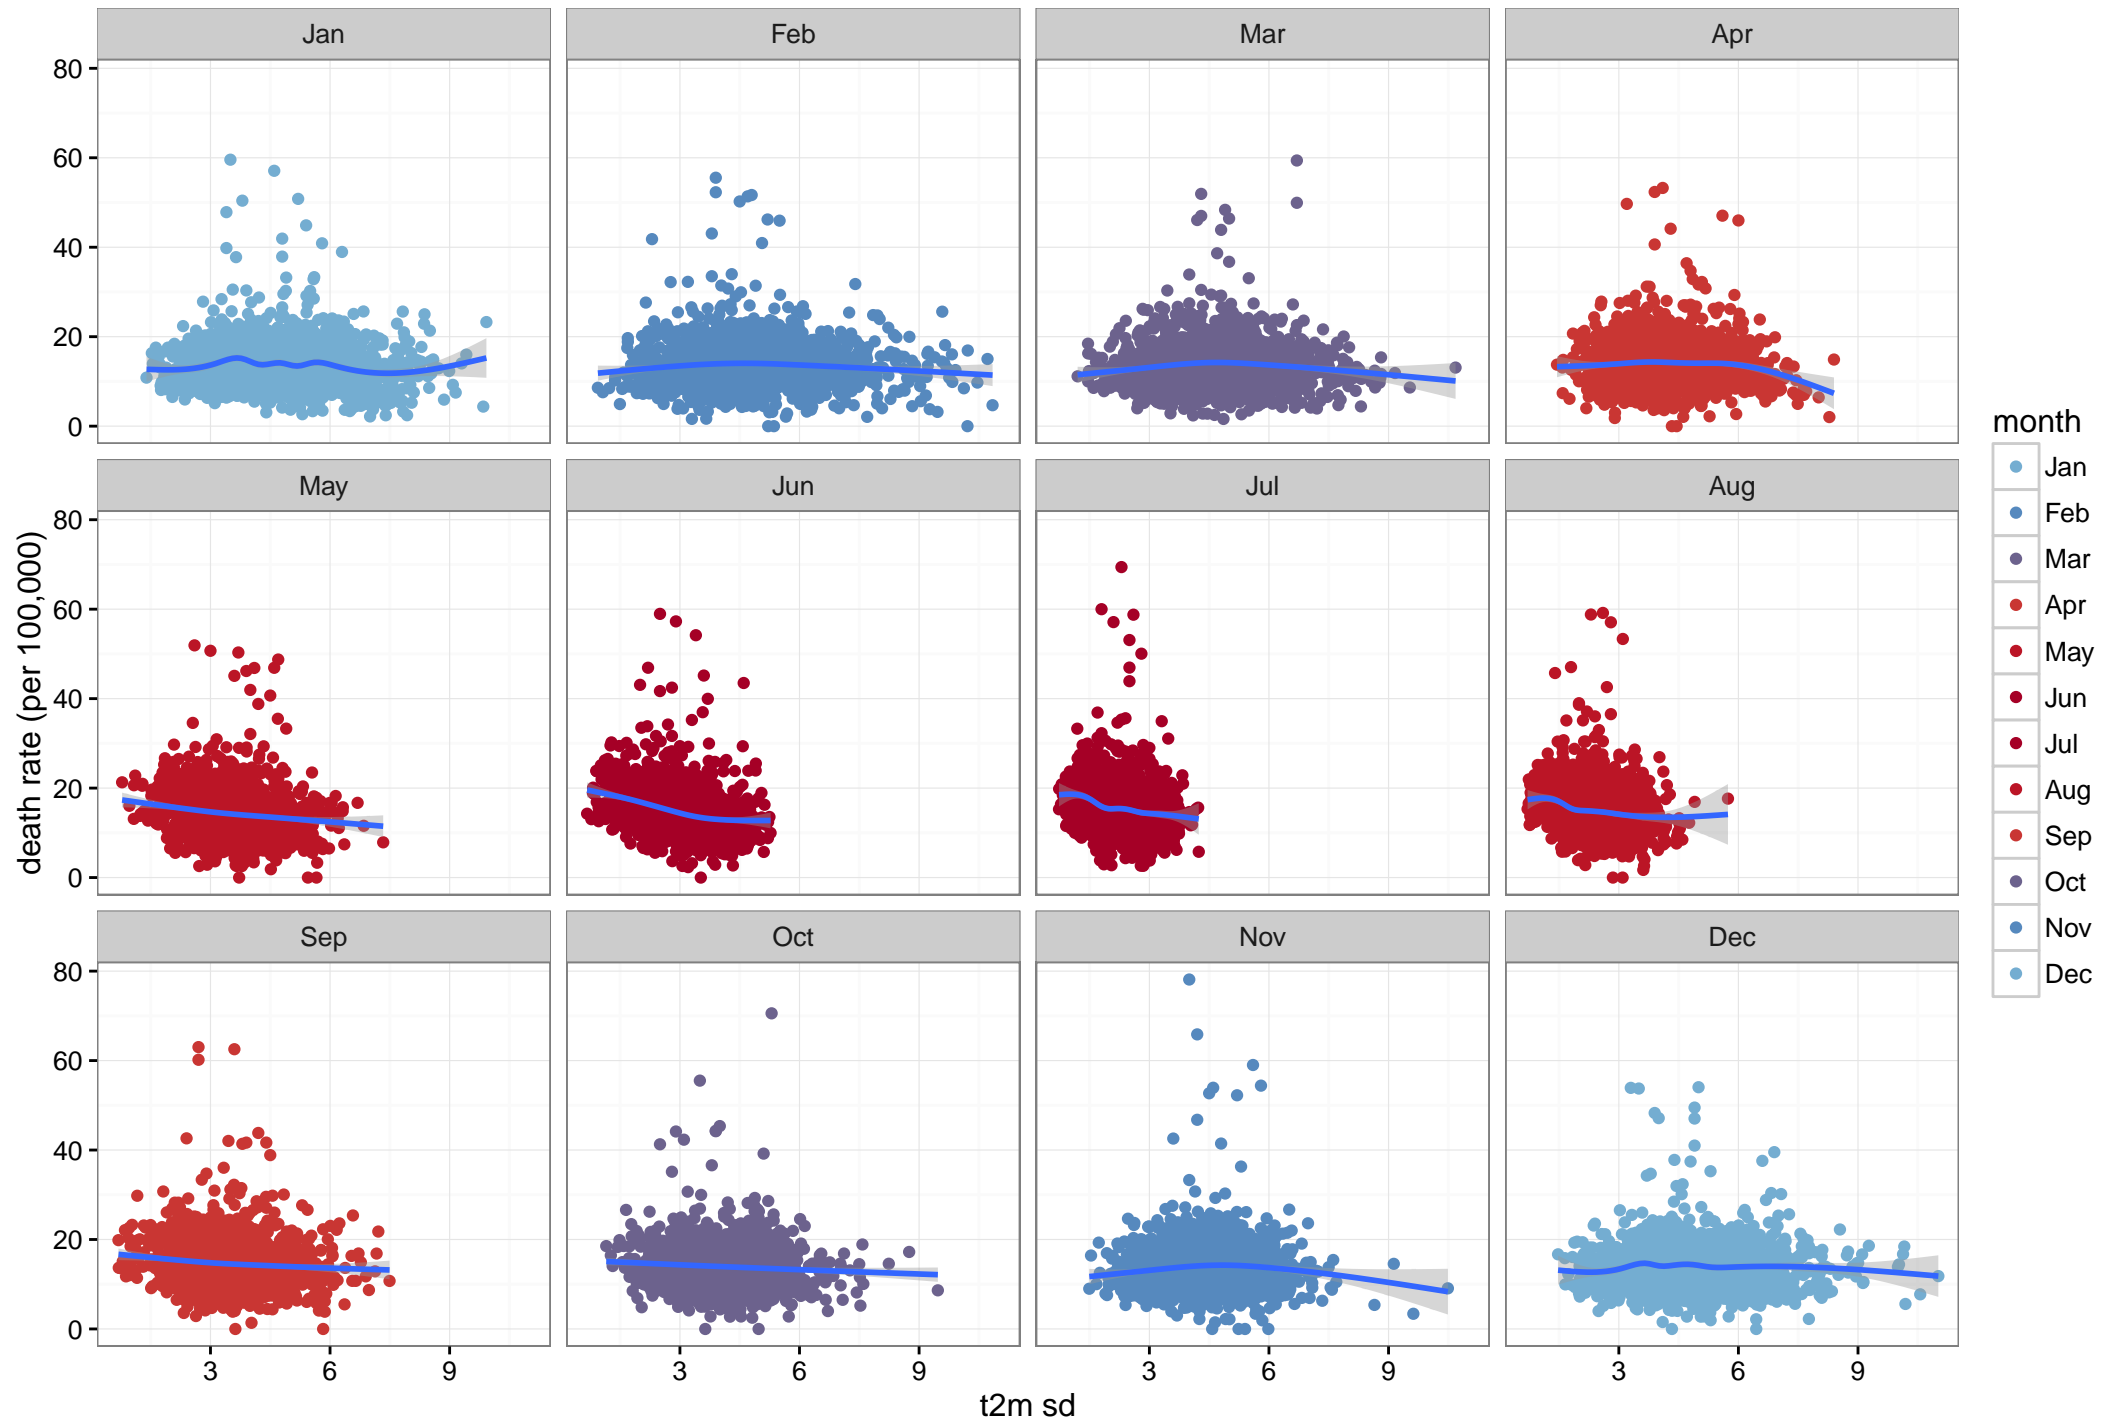 Jan Feb Mar Apr
80
60
40
20
0
May Jun Jul Aug
80
60
40
20
0
Sep Oct Nov Dec
80
60
40
20
0
3 6 9 3 6 9 3 6 9 3 6 9
t2m sd
death rate (per 100,000)
month
Jan
Feb
Mar
Apr
May
Jun
Jul
Aug
Sep
Oct
Nov
Dec